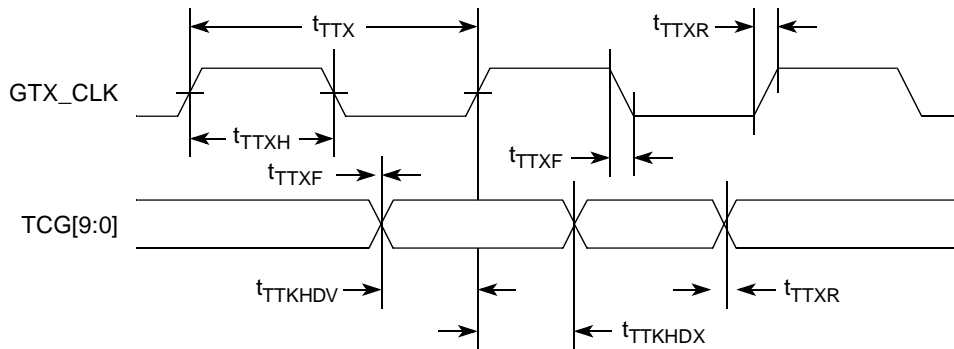 tTTX
tTTXR
GTX_CLK
tTTXH
tTTXF
tTTXF
TCG[9:0]
tTTKHDV
tTTXR
tTTKHDX